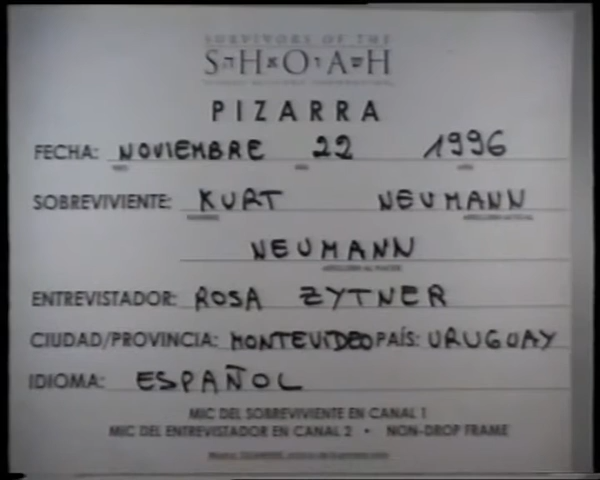 SURVIVORS OF THE
SHOAH
PIZARRA
FECHA: NOVIEMBRE 22 1996
SOBREVIVIENTE: KURT NEUMANN
NEUMANN
ENTREVISTADOR: ROSA ZYTNER
CIUDAD/PROVINCIA: MONTEVIDEO PAÍS: URUGUAY
IDIOMA: ESPAÑOL
MIC DEL SOBREVIVIENTE EN CANAL 1
MIC DEL ENTREVISTADOR EN CANAL 2 • NON-DROP FRAME